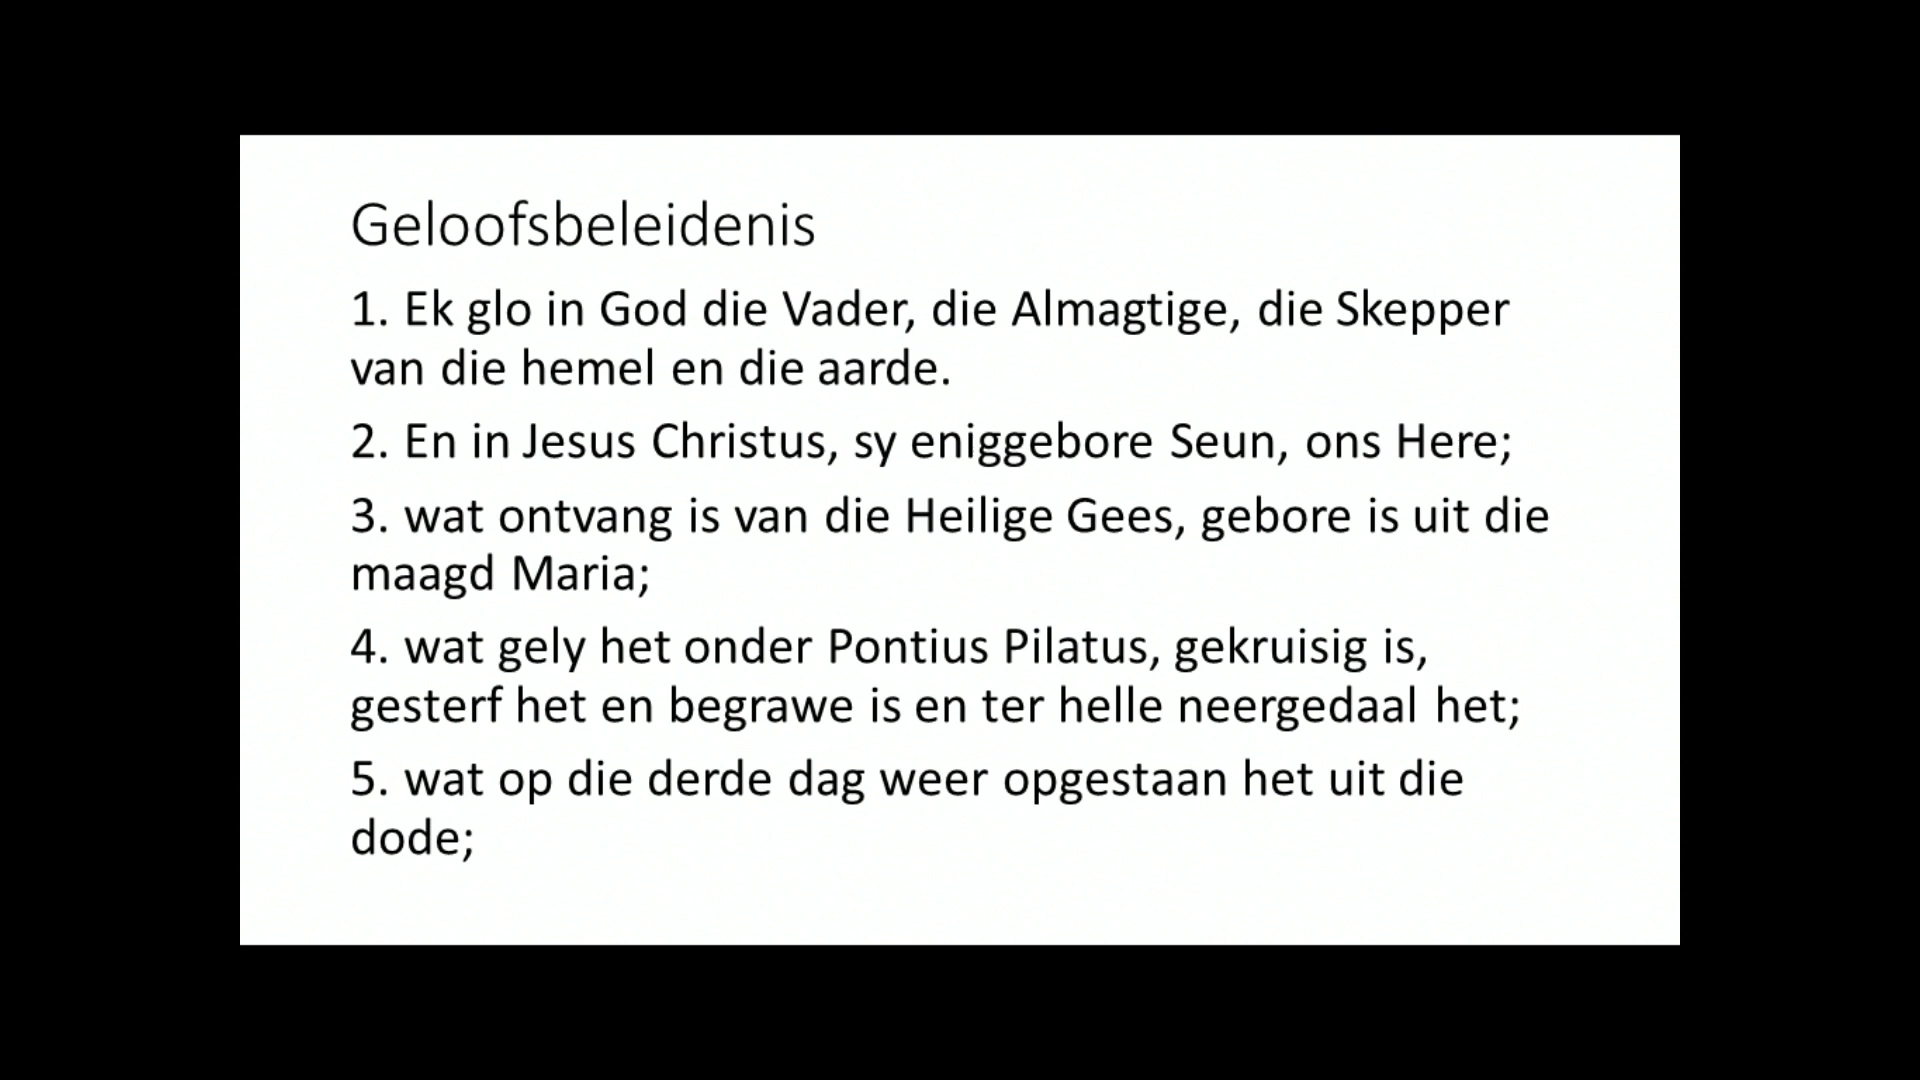 Geloofsbeleidenis
1. Ek glo in God die Vader, die Almagtige, die Skepper
van die hemel en die aarde.
2. En in Jesus Christus, sy eniggebore Seun, ons Here;
3. wat ontvang is van die Heilige Gees, gebore is uit die
maagd Maria;
4. wat gely het onder Pontius Pilatus, gekruisig is,
gesterf het en begrawe is en ter helle neergedaal het;
5. wat op die derde dag weer opgestaan het uit die
dode;